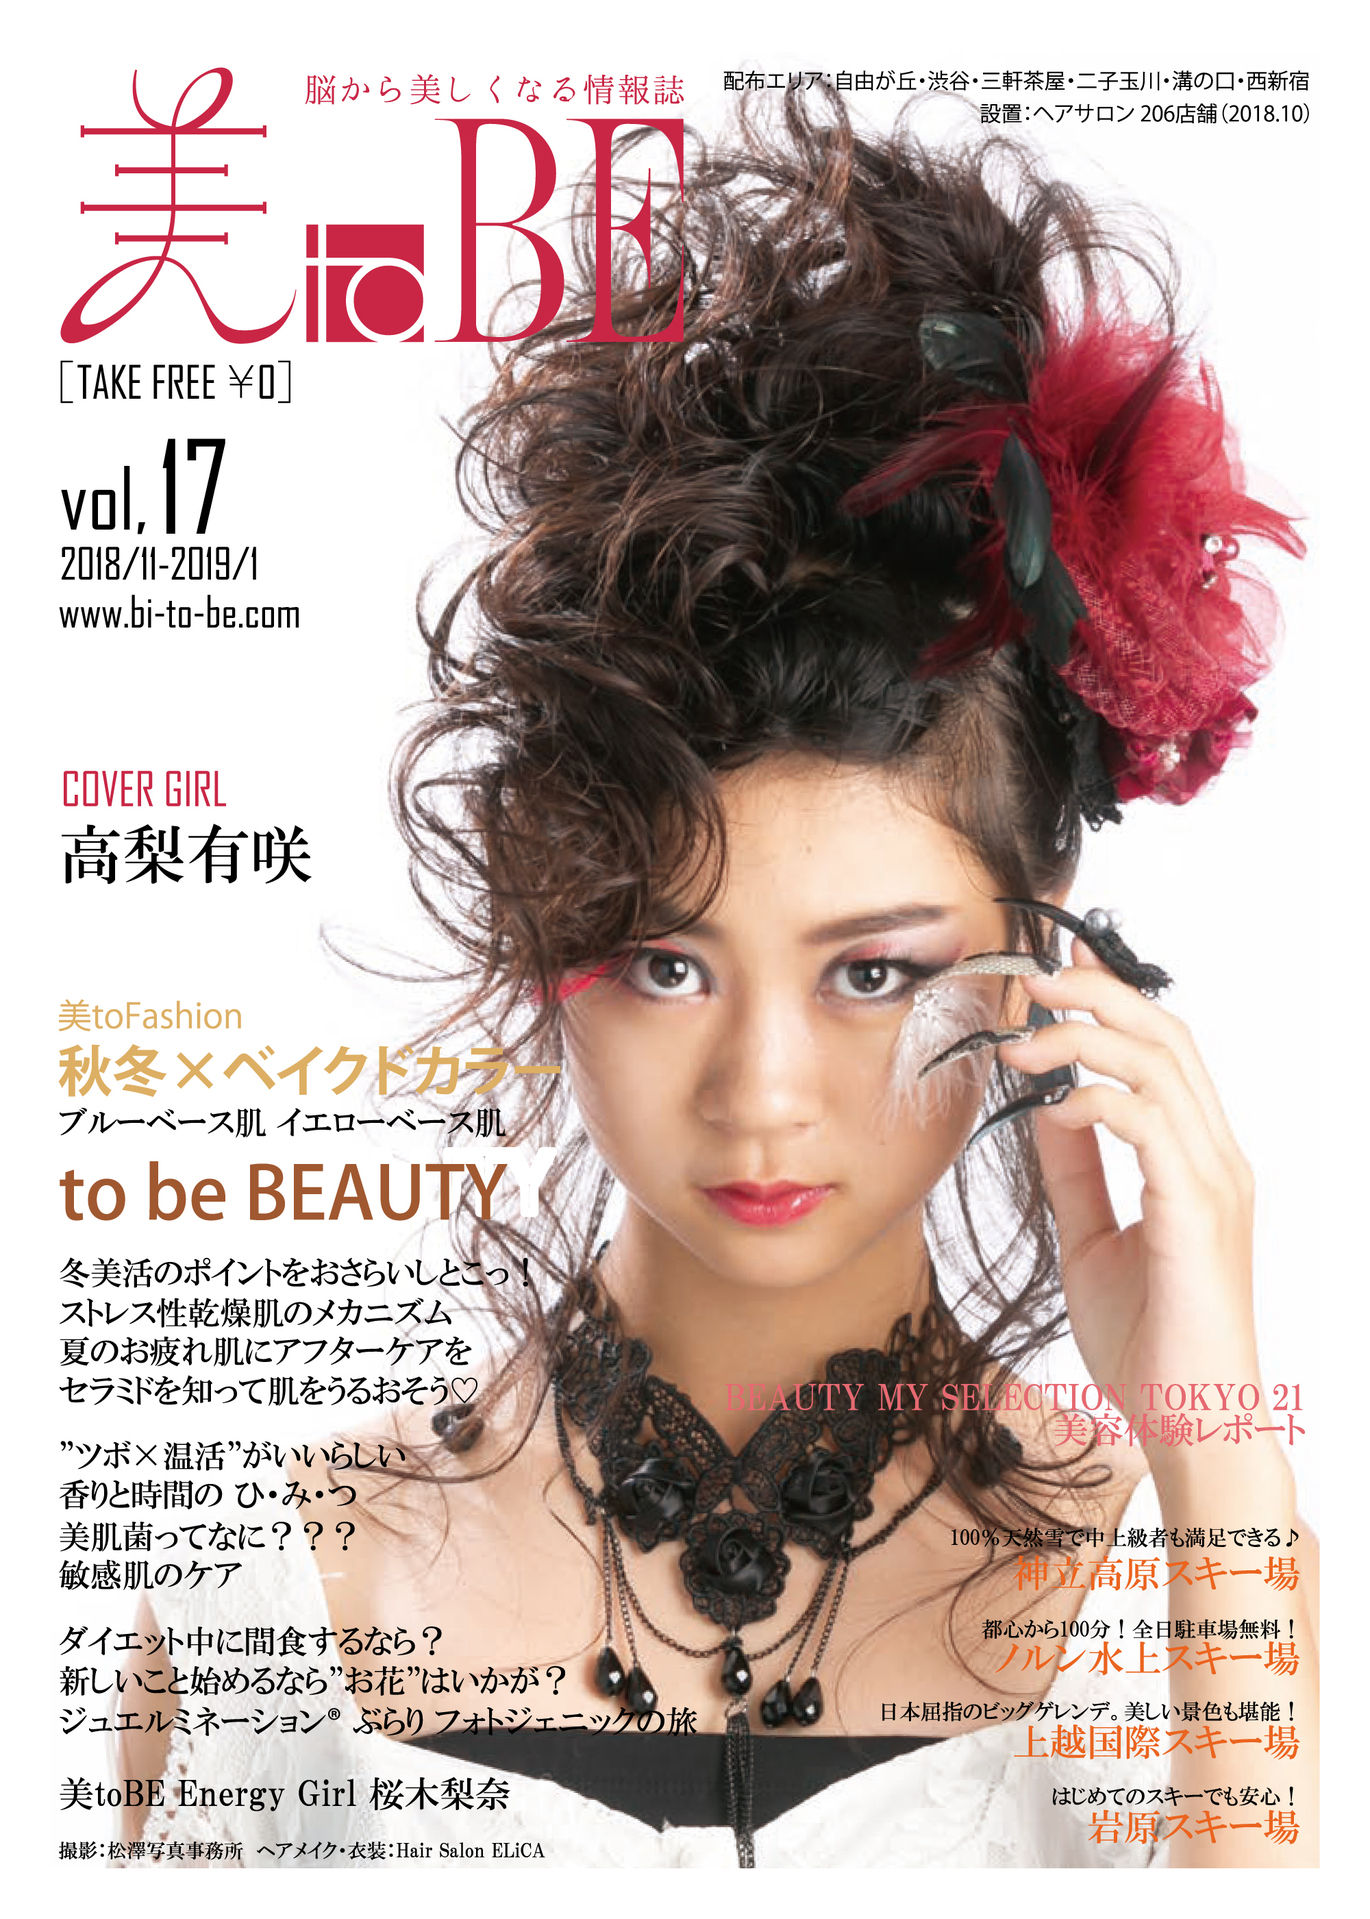 脳から美しくなる情報誌
配布エリア：自由が丘・渋谷・三軒茶屋・二子玉川・溝の口・西新宿
設置：ヘアサロン 206店舗（2018.10）
美toBE
[TAKE FREE ￥0]
vol,17
2018/11-2019/1
www.bi-to-be.com
COVER GIRL
高梨有咲
美toFashion
秋冬×ベイクドカラー
ブルーベース肌 イエローベース肌
to be BEAUTY
冬美活のポイントをおさらいしとこっ！
ストレス性乾燥肌のメカニズム
夏のお疲れ肌にアフターケアを
セラミドを知って肌をうるおそう♡
”ツボ×温活”がいいらしい
香りと時間の ひ・み・つ
美肌菌ってなに？？？
敏感肌のケア
ダイエット中に間食するなら？
新しいこと始めるなら”お花”はいかが？
ジュエルミネーション® ぶらり フォトジェニックの旅
美toBE Energy Girl 桜木梨奈
撮影：松澤写真事務所 ヘアメイク・衣装：Hair Salon ELiCA
BEAUTY MY SELECTION TOKYO 21
美容体験レポート
100%天然雪で中上級者も満足できる♪
神立高原スキー場
都心から100分！全日駐車場無料！
ノルン水上スキー場
日本屈指のビッグゲレンデ。美しい景色も堪能！
上越国際スキー場
はじめてのスキーでも安心！
岩原スキー場